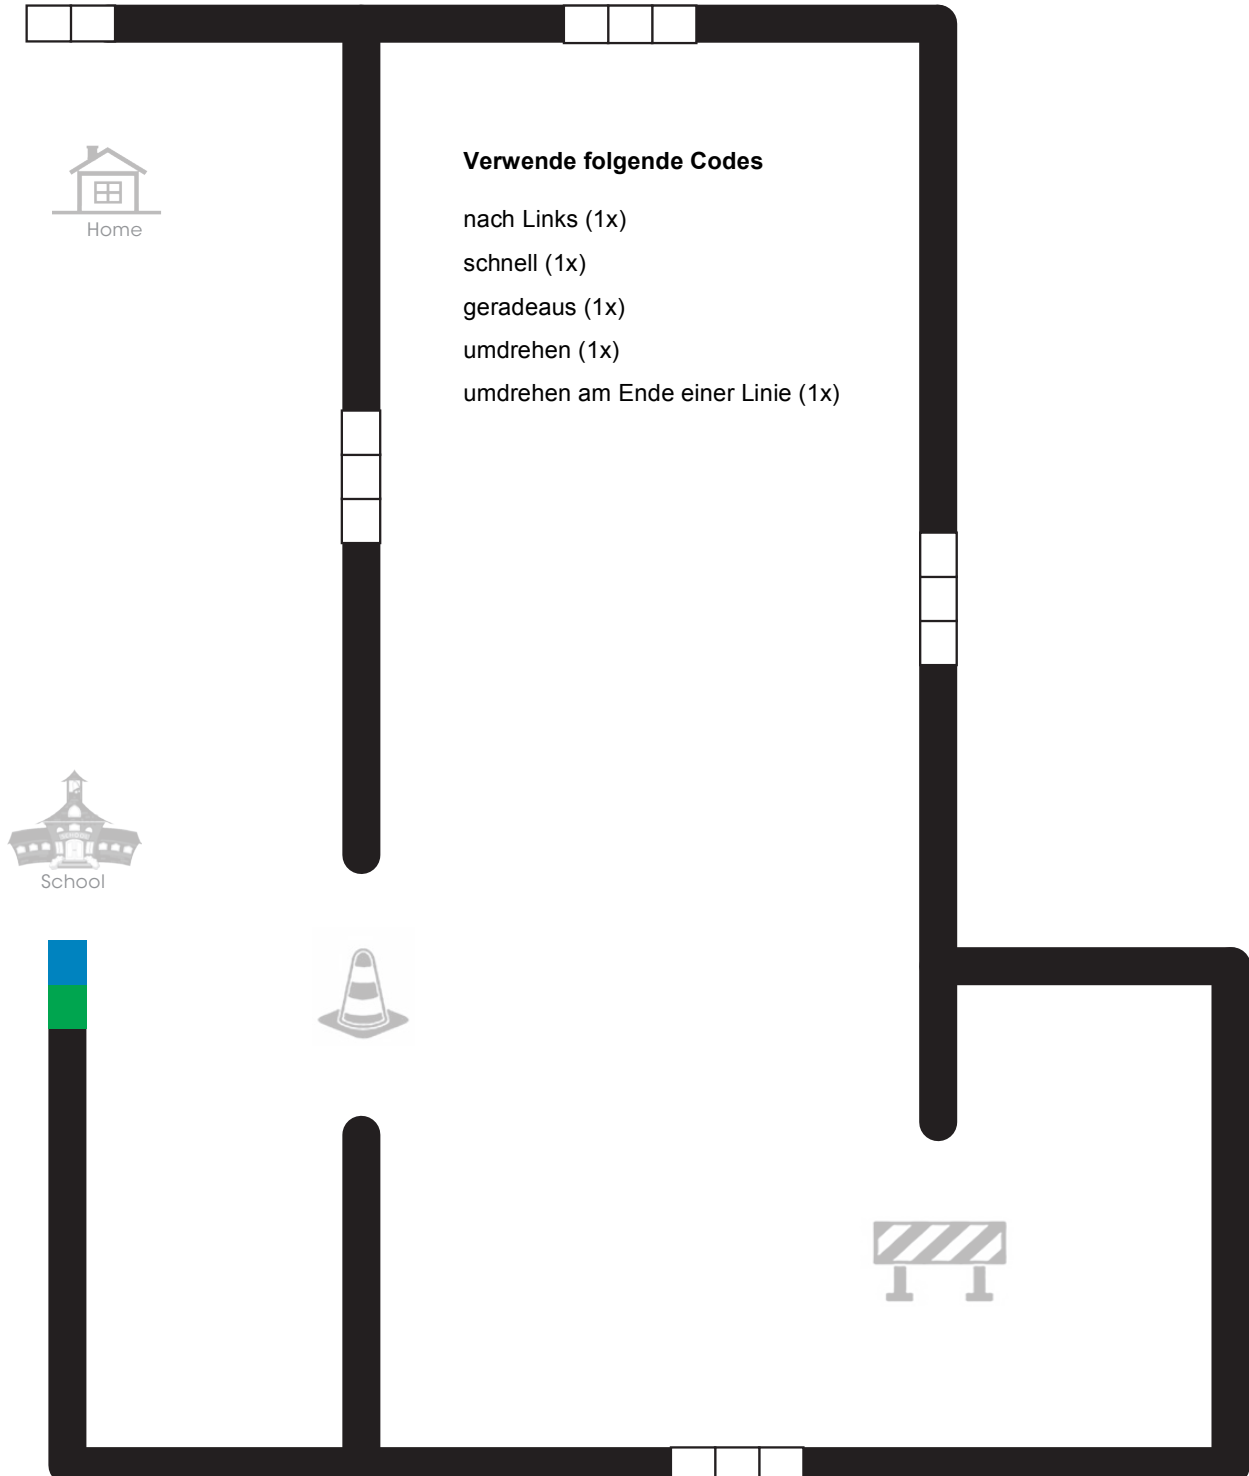 Verwende folgende Codes
nach Links (1x)
Home
schnell (1x)
geradeaus (1x)
umdrehen (1x)
umdrehen am Ende einer Linie (1x)
School